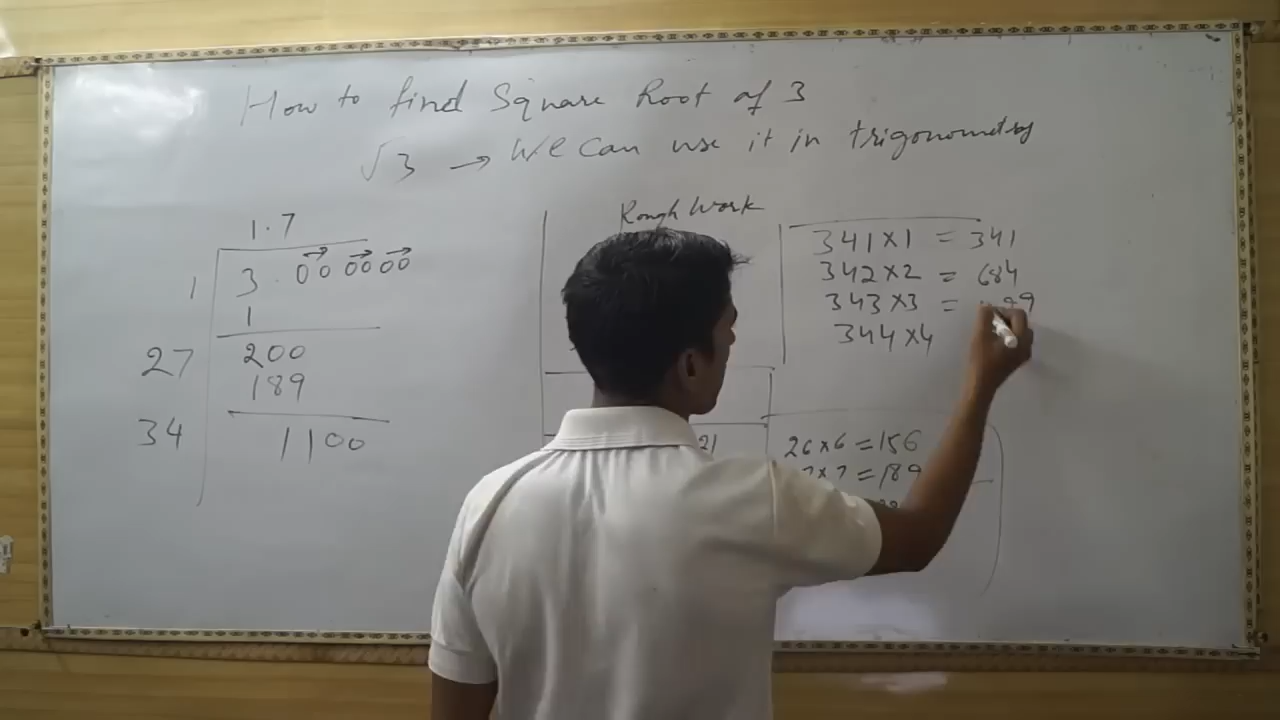 How to find Square Root of 3
√3 → We can use it in trigonometry
1.7
1
3.00 00 00
1
27
200
189
34
1100
Rough Work
341×1 = 341
342×2 = 684
343×3 =
344×4
21
26×6=156
=189